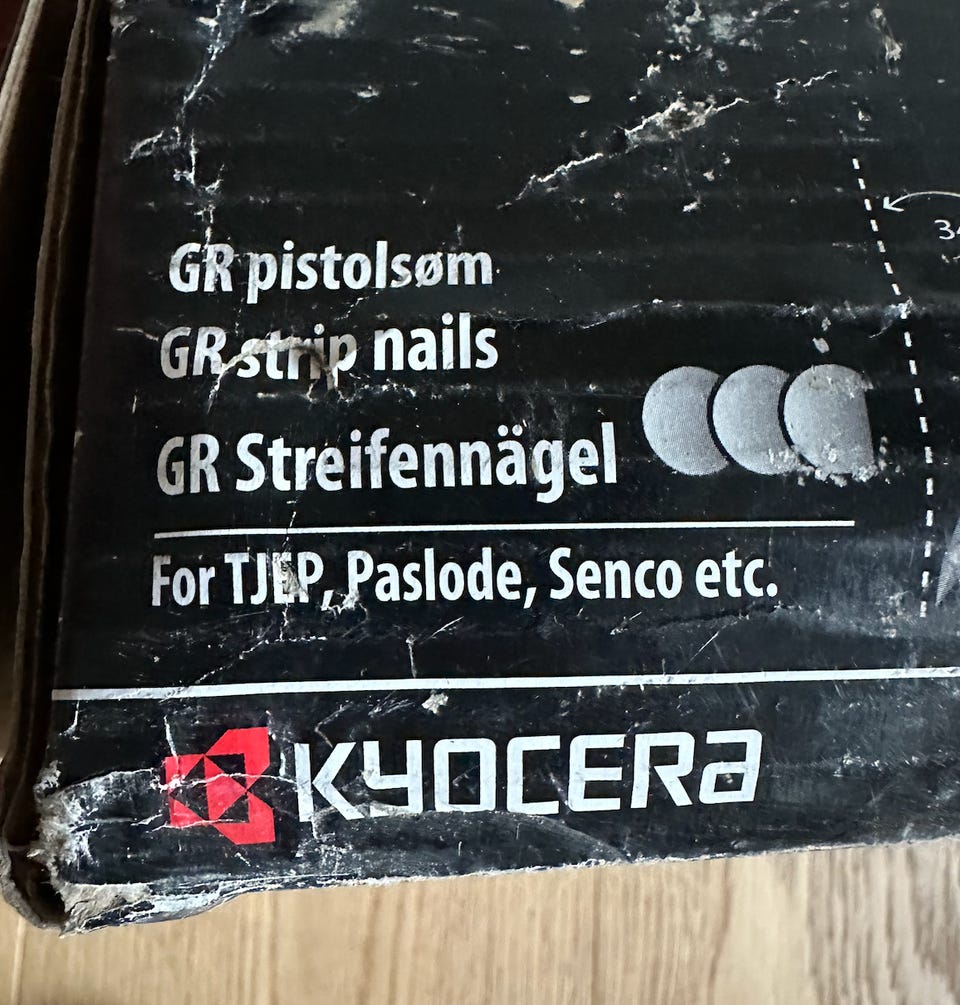 GR pistolsøm
GR strip nails
GR Streifennägel
For TJEP, Paslode, Senco etc.
KYOCERA